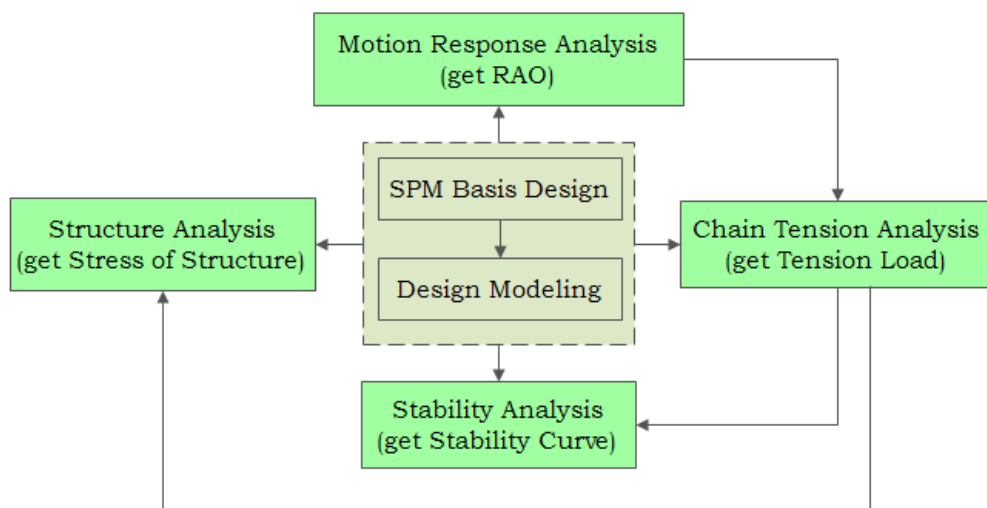 Motion Response Analysis
(get RAO)
SPM Basis Design
Structure Analysis
(get Stress of Structure)
Chain Tension Analysis
(get Tension Load)
Design Modeling
Stability Analysis
(get Stability Curve)